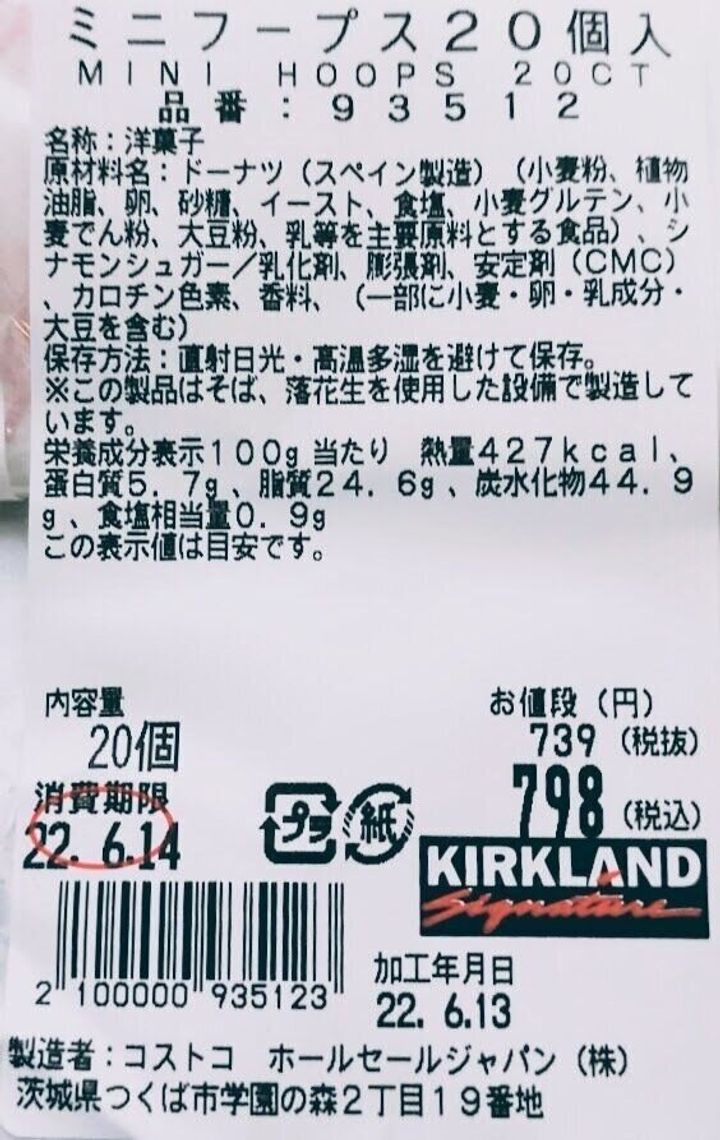 ミニフープス20個入
MINI HOOPS 20CT
品番:93512
名称:洋菓子
原材料名:ドーナツ(スペイン製造)(小麦粉、植物
油脂、卵、砂糖、イースト、食塩、小麦グルテン、小
麦でん粉、大豆粉、乳等を主要原料とする食品)、シ
ナモンシュガー/乳化剤、膨張剤、安定剤(CMC)
、カロチン色素、香料、(一部に小麦・卵・乳成分・
大豆を含む)
保存方法:直射日光・高温多湿を避けて保存。
※この製品はそば、落花生を使用した設備で製造して
います。
栄養成分表示100g当たり 熱量427kcal、
蛋白質5.7g、脂質24.6g、炭水化物44.9
g、食塩相当量0.9g
この表示値は目安です。
内容量
20個
お値段(円)
739(税抜)
798(税込)
消費期限
22.6.14
プラ
紙
KIRKLAND
Signature
2 100000 935123
加工年月日
22.6.13
製造者:コストコ ホールセールジャパン(株)
茨城県つくば市学園の森2丁目19番地